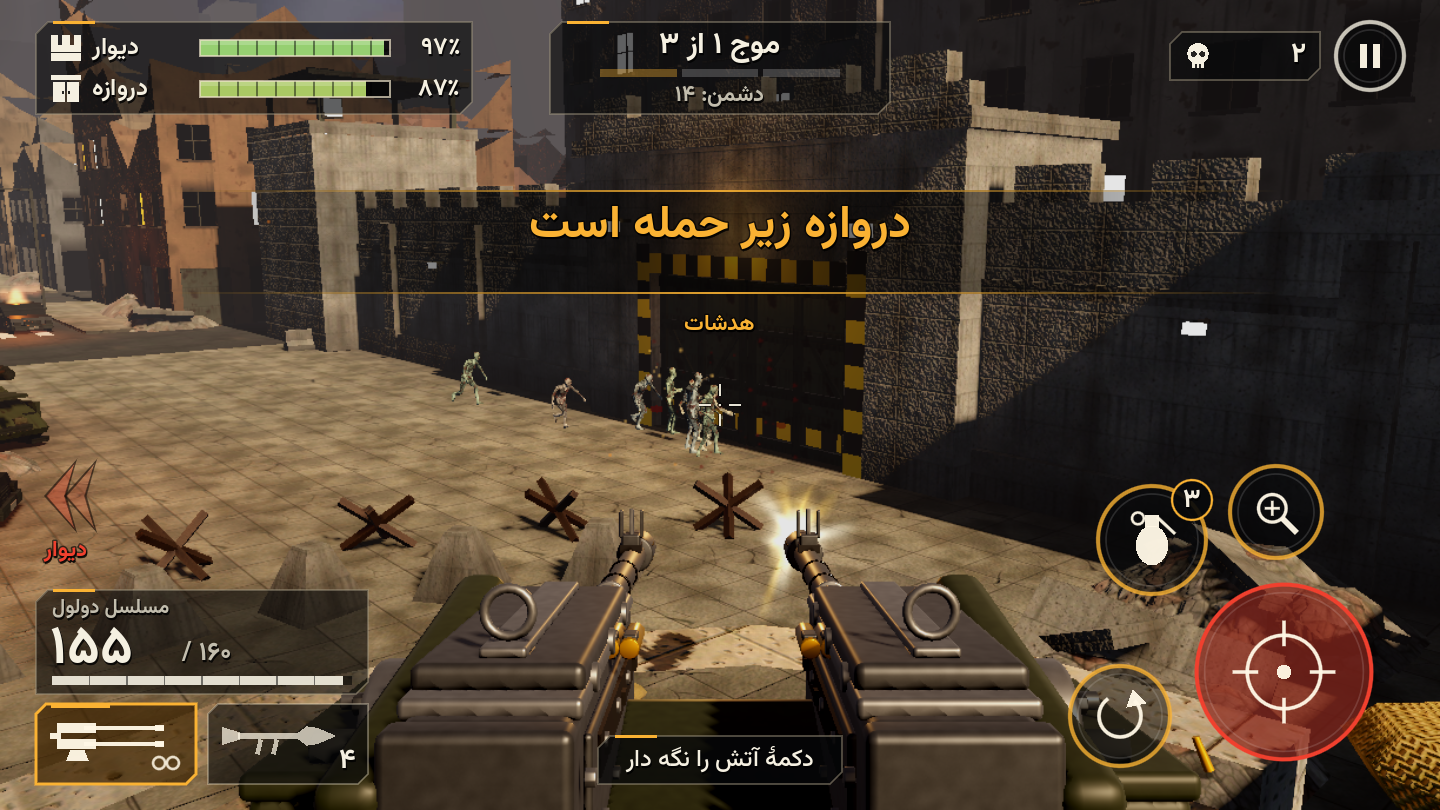 دیوار ۹۷٪
دروازه ۸۷٪
موج ۱ از ۳
دشمن: ۱۴
۲
دروازه زیر حمله است
هدشات
۳
دیوار
مسلسل دولول
۱۵۵ / ۱۶۰
∞
۴
دکمهٔ آتش را نگه دار